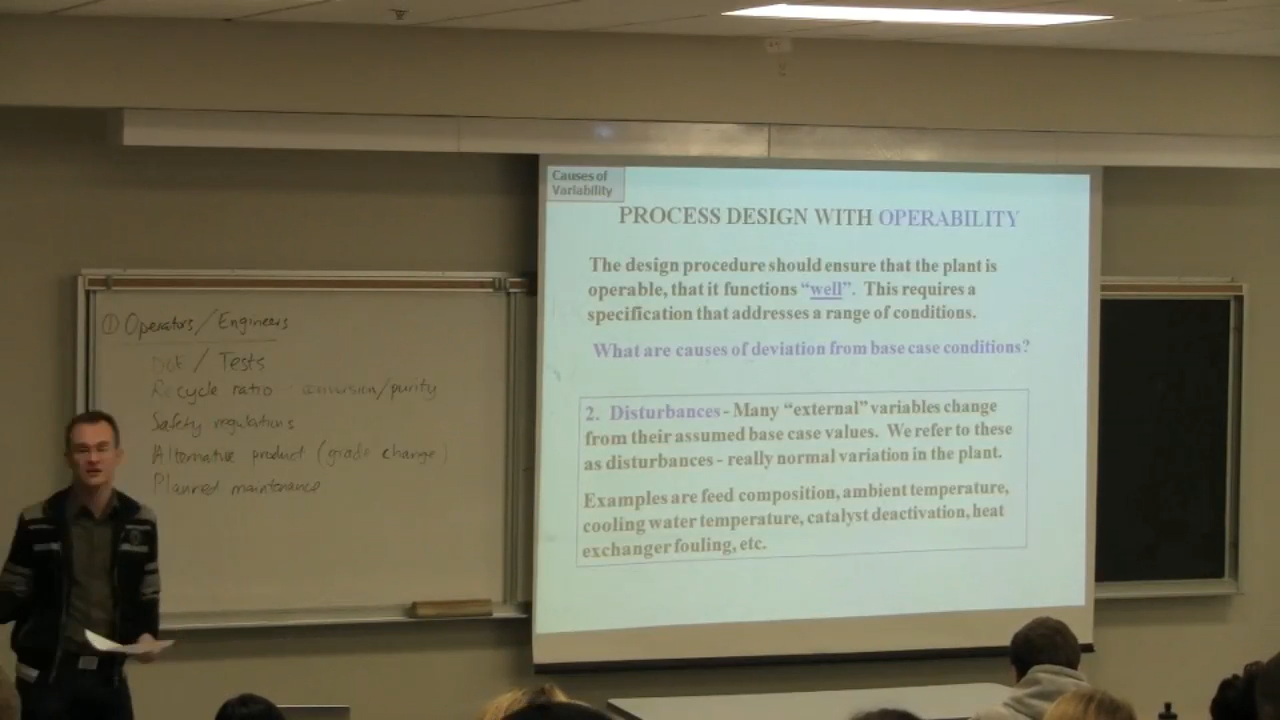 ① Operators/Engineers
/ Tests
Recycle ratio conversion/purity
Safety regulations
Alternative product (grade change)
Planned maintenance
Causes of
Variability
PROCESS DESIGN WITH OPERABILITY
The design procedure should ensure that the plant is
operable, that it functions “well”. This requires a
specification that addresses a range of conditions.
What are causes of deviation from base case conditions?
2. Disturbances - Many “external” variables change
from their assumed base case values. We refer to these
as disturbances - really normal variation in the plant.
Examples are feed composition, ambient temperature,
cooling water temperature, catalyst deactivation, heat
exchanger fouling, etc.